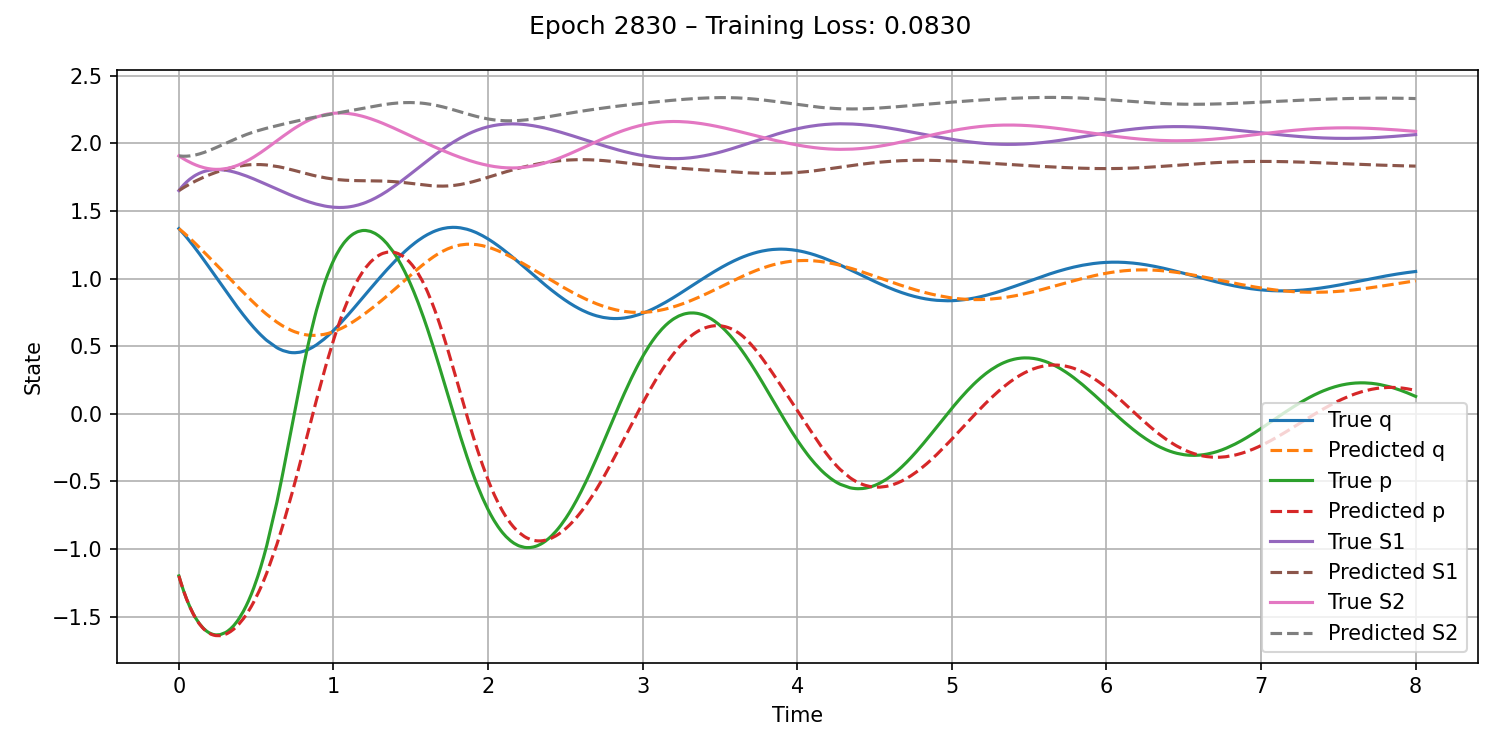 Epoch 2830 – Training Loss: 0.0830
2.5
2.0
1.5
1.0
0.5
0.0
−0.5
−1.0
−1.5
State
0 1 2 3 4 5 6 7 8
Time
True q
Predicted q
True p
Predicted p
True S1
Predicted S1
True S2
Predicted S2